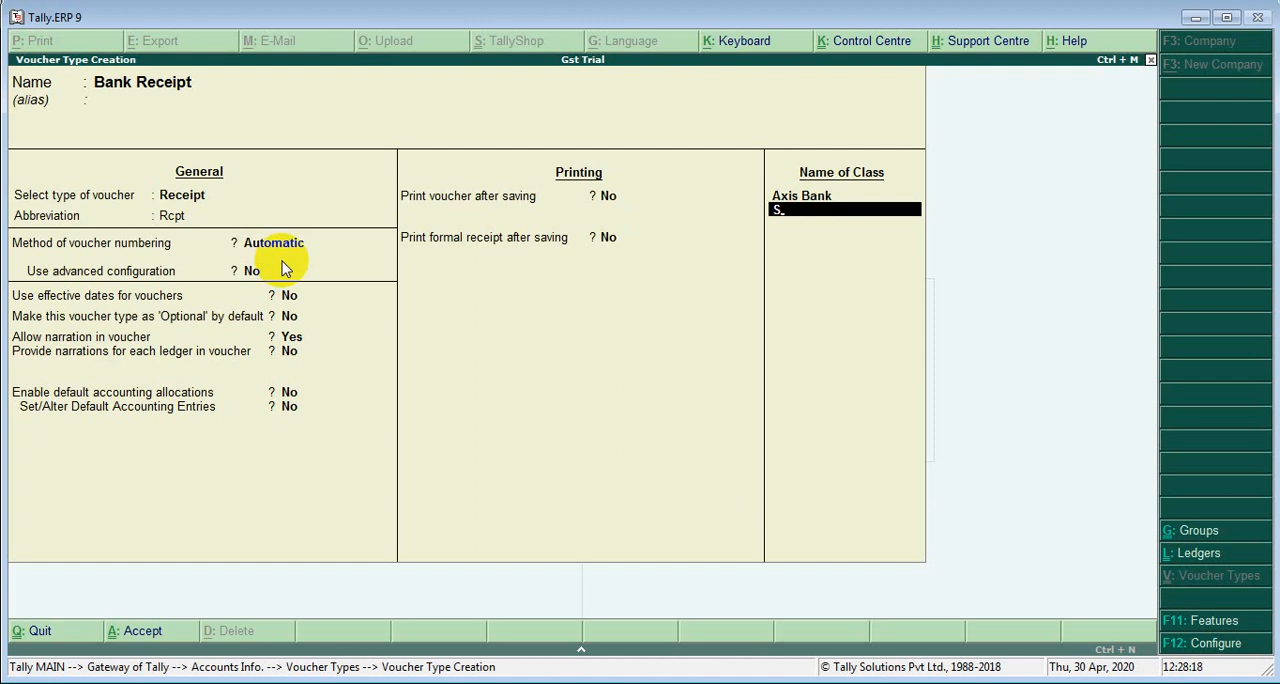 Tally.ERP 9
P: Print E: Export M: E-Mail O: Upload S: TallyShop G: Language K: Keyboard K: Control Centre H: Support Centre H: Help
F3: Company
F3: New Company
Voucher Type Creation Gst Trial Ctrl + M
Name : Bank Receipt
(alias) :
General
Select type of voucher : Receipt
Abbreviation : Rcpt
Method of voucher numbering ? Automatic
Use advanced configuration ? No
Use effective dates for vouchers ? No
Make this voucher type as 'Optional' by default ? No
Allow narration in voucher ? Yes
Provide narrations for each ledger in voucher ? No
Enable default accounting allocations ? No
Set/Alter Default Accounting Entries ? No
Printing
Print voucher after saving ? No
Print formal receipt after saving ? No
Name of Class
Axis Bank
S
G: Groups
L: Ledgers
V: Voucher Types
F11: Features
F12: Configure
Q: Quit A: Accept D: Delete
Ctrl + N
Tally MAIN --> Gateway of Tally --> Accounts Info. --> Voucher Types --> Voucher Type Creation © Tally Solutions Pvt Ltd., 1988-2018 Thu, 30 Apr, 2020 12:28:18